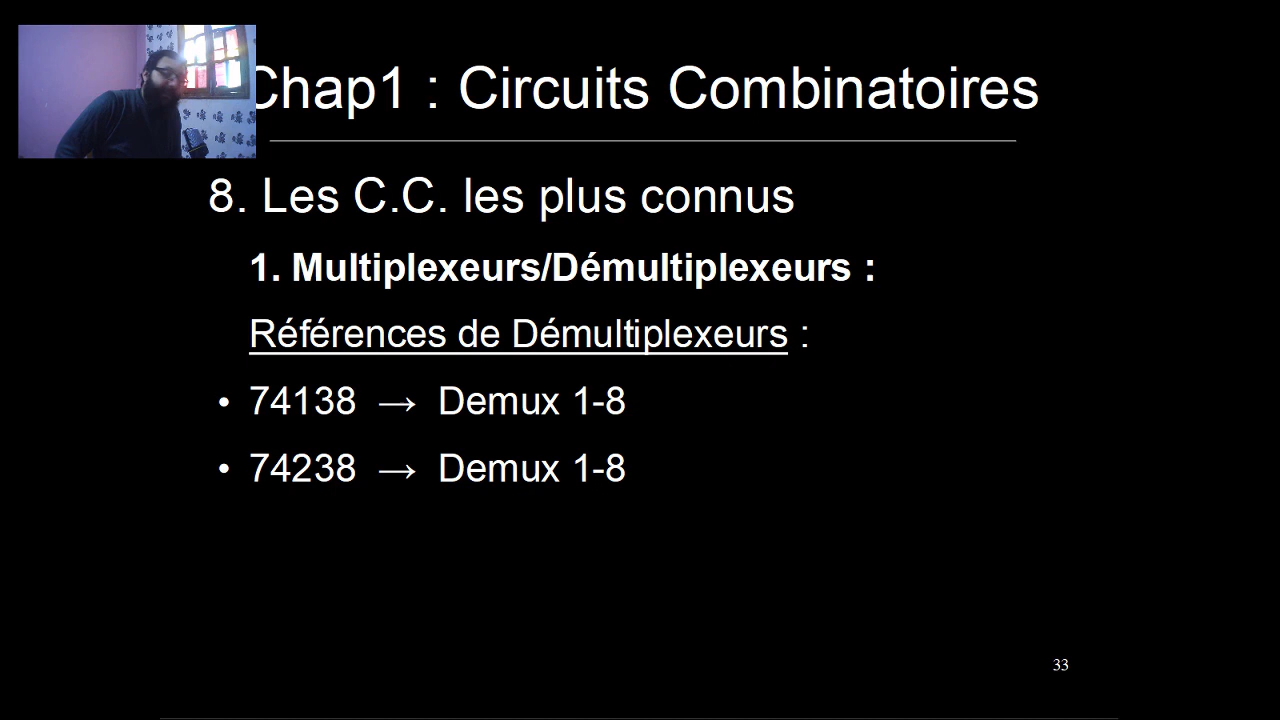 Chap1 : Circuits Combinatoires
8. Les C.C. les plus connus
1. Multiplexeurs/Démultiplexeurs :
Références de Démultiplexeurs :
• 74138 → Demux 1-8
• 74238 → Demux 1-8
33